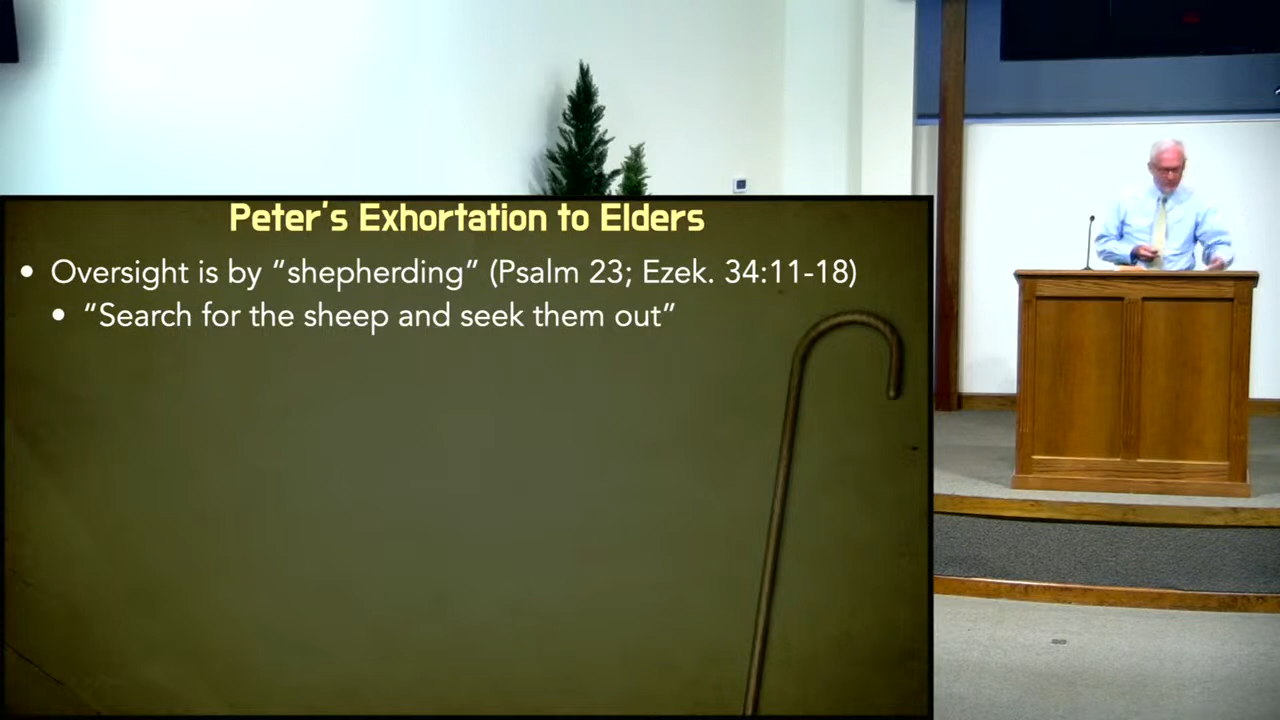 Peter's Exhortation to Elders
• Oversight is by “shepherding” (Psalm 23; Ezek. 34:11-18)
• “Search for the sheep and seek them out”